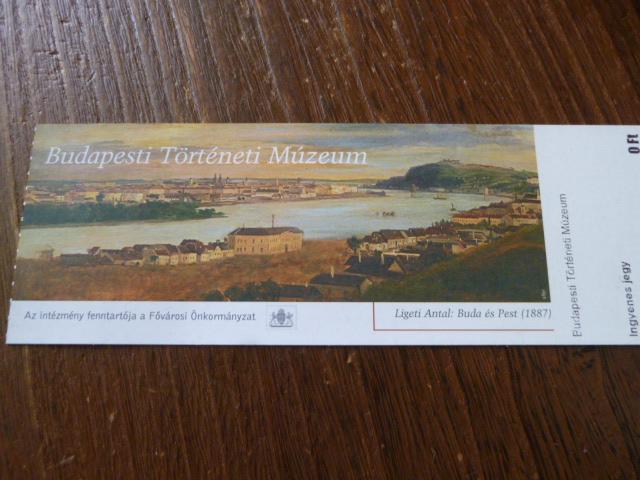 Budapesti Történeti Múzeum
Az intézmény fenntartója a Fővárosi Önkormányzat
Ligeti Antal: Buda és Pest (1887)
Budapesti Történeti Múzeum
Ingyenes jegy
0 Ft